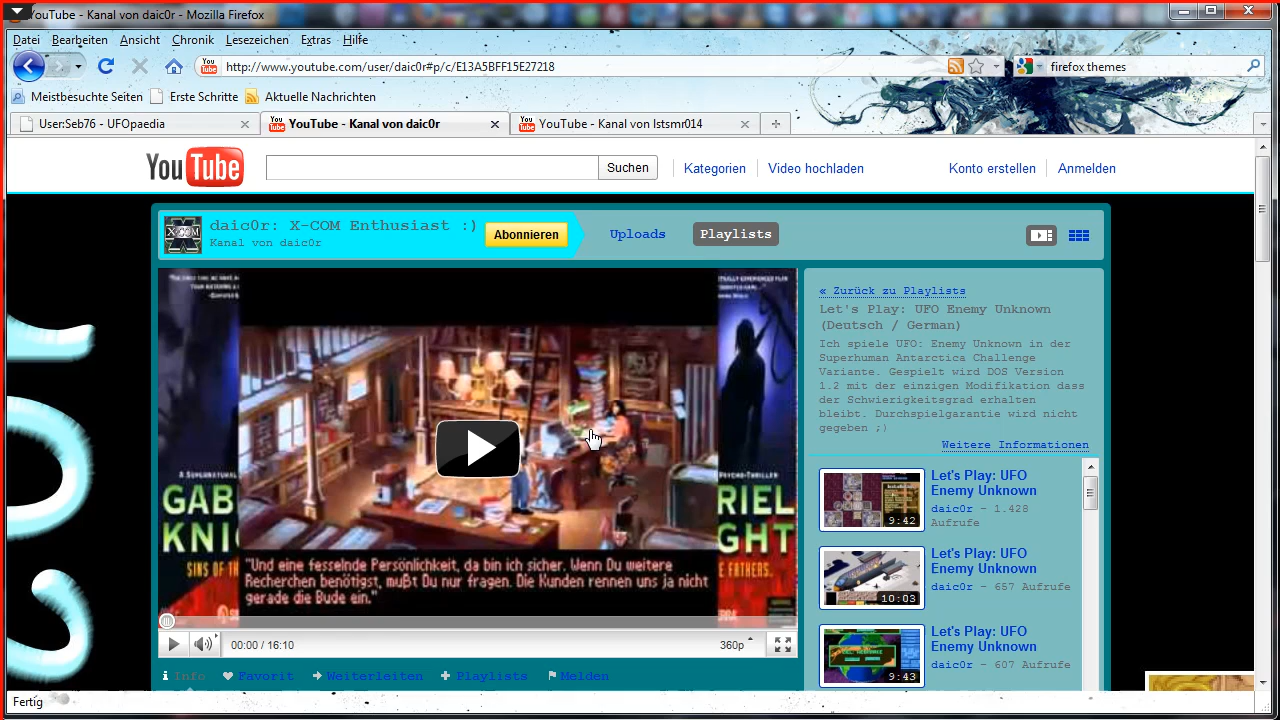 YouTube - Kanal von daic0r - Mozilla Firefox
Datei Bearbeiten Ansicht Chronik Lesezeichen Extras Hilfe
http://www.youtube.com/user/daic0r#p/c/E13A5BFF15E27218
firefox themes
Meistbesuchte Seiten Erste Schritte Aktuelle Nachrichten
User:Seb76 - UFOpaedia
YouTube - Kanal von daic0r
YouTube - Kanal von lstsmr014
YouTube
Suchen
Kategorien
Video hochladen
Konto erstellen
Anmelden
X-COM
daic0r: X-COM Enthusiast :)
Kanal von daic0r
Abonnieren
Uploads
Playlists
"Und eine fesselnde Persönlichkeit, da bin ich sicher. Wenn Du weitere
Recherchen benötigst, mußt Du nur fragen. Die Kunden rennen uns ja nicht
gerade die Bude ein."
00:00 / 16:10
360p
Info Favorit Weiterleiten Playlists Melden
« Zurück zu Playlists
Let's Play: UFO Enemy Unknown
(Deutsch / German)
Ich spiele UFO: Enemy Unknown in der
Superhuman Antarctica Challenge
Variante. Gespielt wird DOS Version
1.2 mit der einzigen Modifikation dass
der Schwierigkeitsgrad erhalten
bleibt. Durchspielgarantie wird nicht
gegeben ;)
Weitere Informationen
9:42
Let's Play: UFO
Enemy Unknown
daic0r - 1.428
Aufrufe
10:03
Let's Play: UFO
Enemy Unknown
daic0r - 657 Aufrufe
9:43
Let's Play: UFO
Enemy Unknown
daic0r - 607 Aufrufe
Fertig